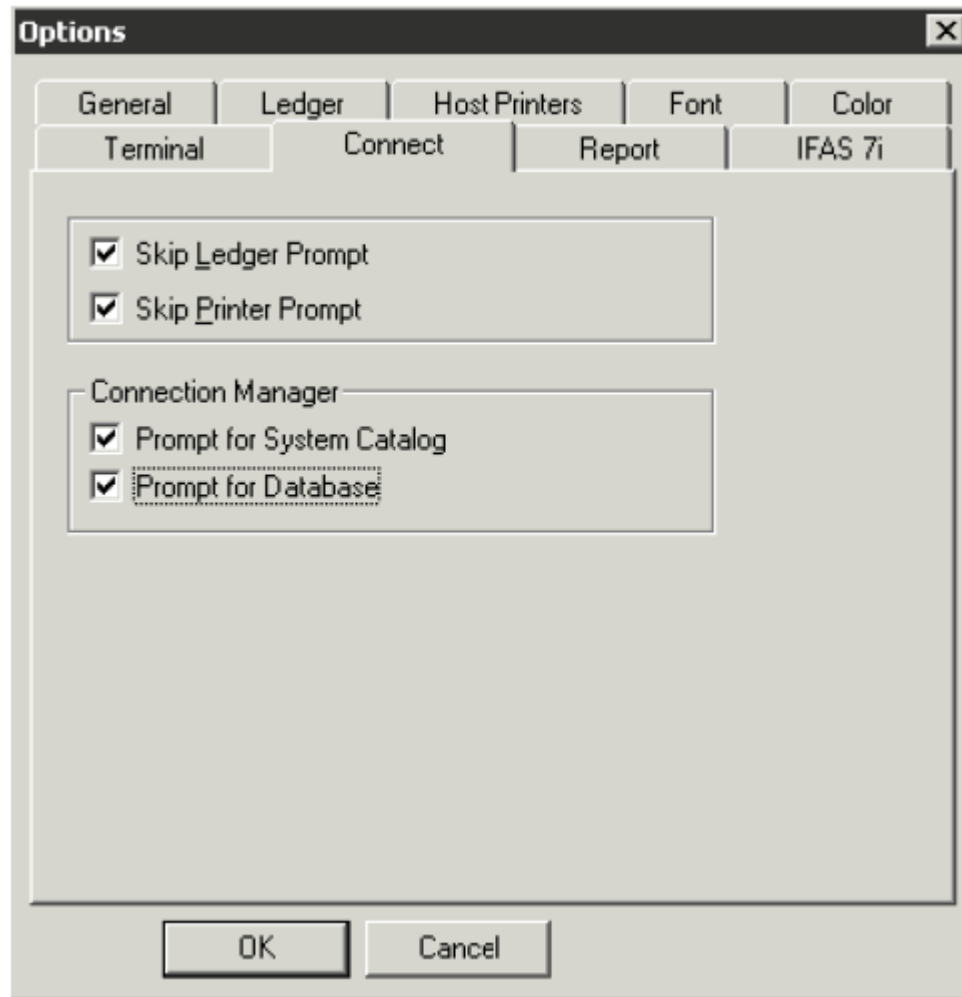 Options
General Ledger Host Printers Font Color
Terminal Connect Report IFAS 7i
Skip Ledger Prompt
Skip Printer Prompt
Connection Manager
Prompt for System Catalog
Prompt for Database
OK Cancel